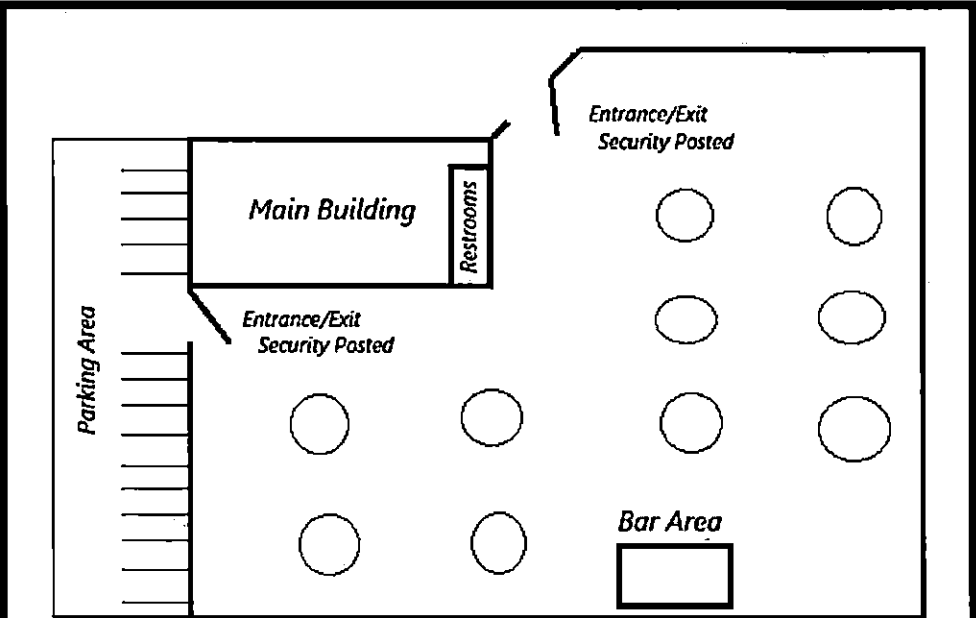 Entrance/Exit
Security Posted
Main Building
Restrooms
Entrance/Exit
Security Posted
Parking Area
Bar Area